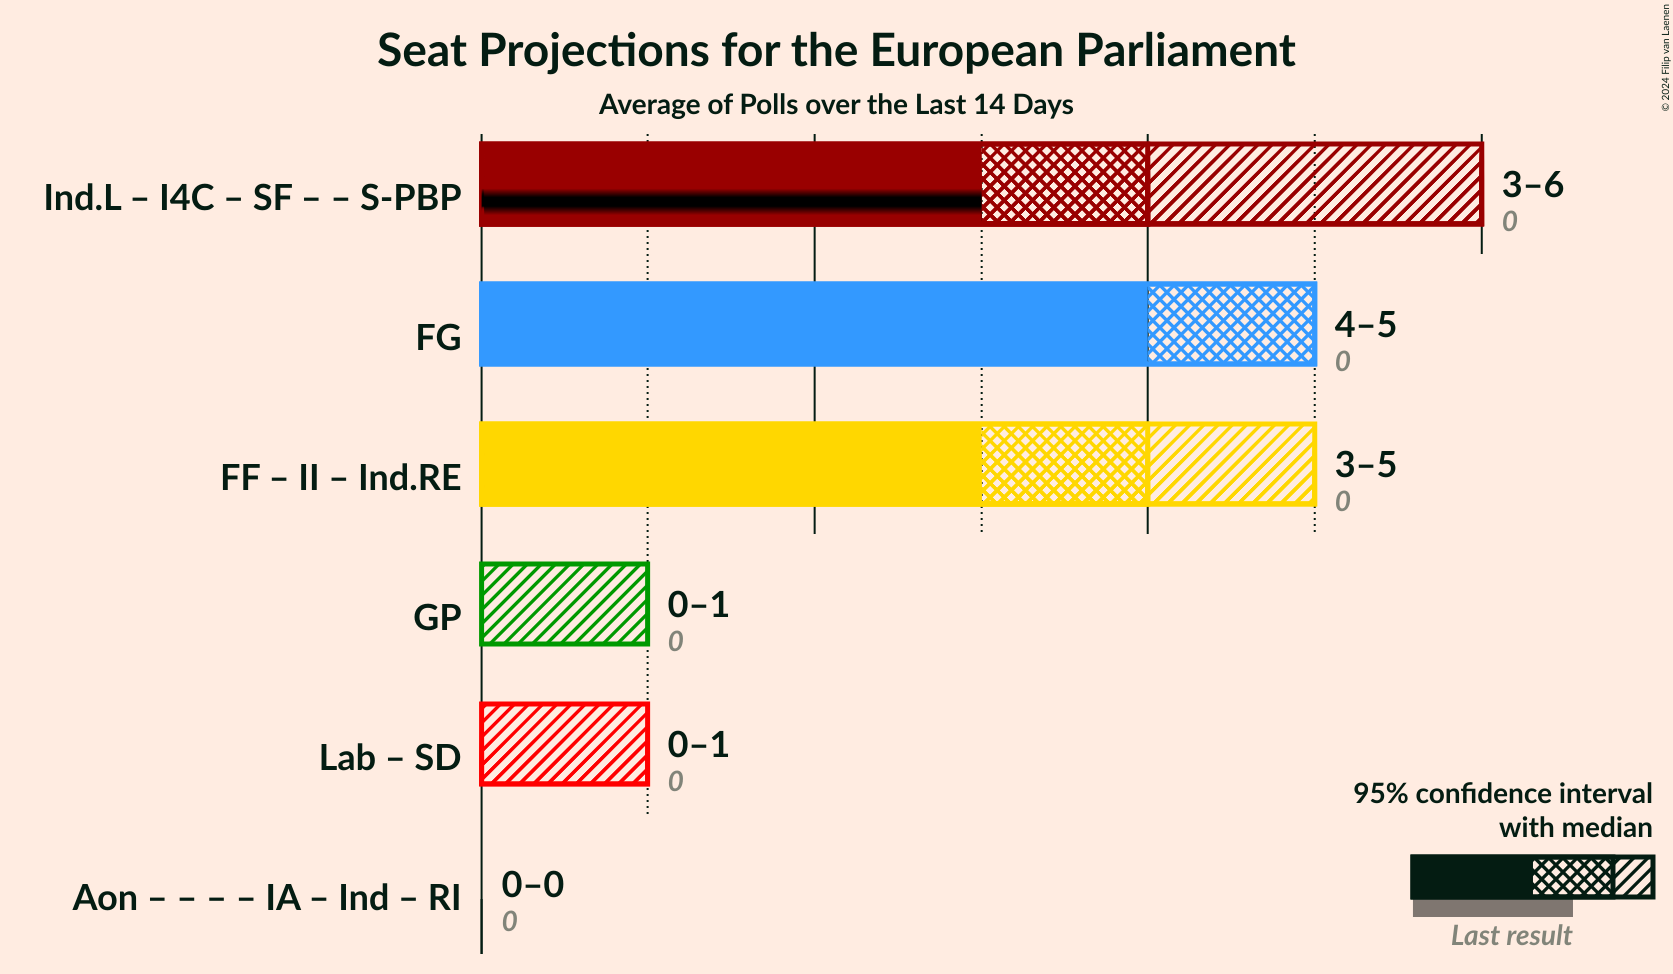 Seat Projections for the European Parliament
Average of Polls over the Last 14 Days
© 2024 Filip van Laenen
Ind.L – I4C – SF – – S-PBP
3–6
0
FG
4–5
0
FF – II – Ind.RE
3–5
0
GP
0–1
0
Lab – SD
0–1
0
Aon – – – – IA – Ind – RI
0–0
0
95% confidence interval
with median
Last result